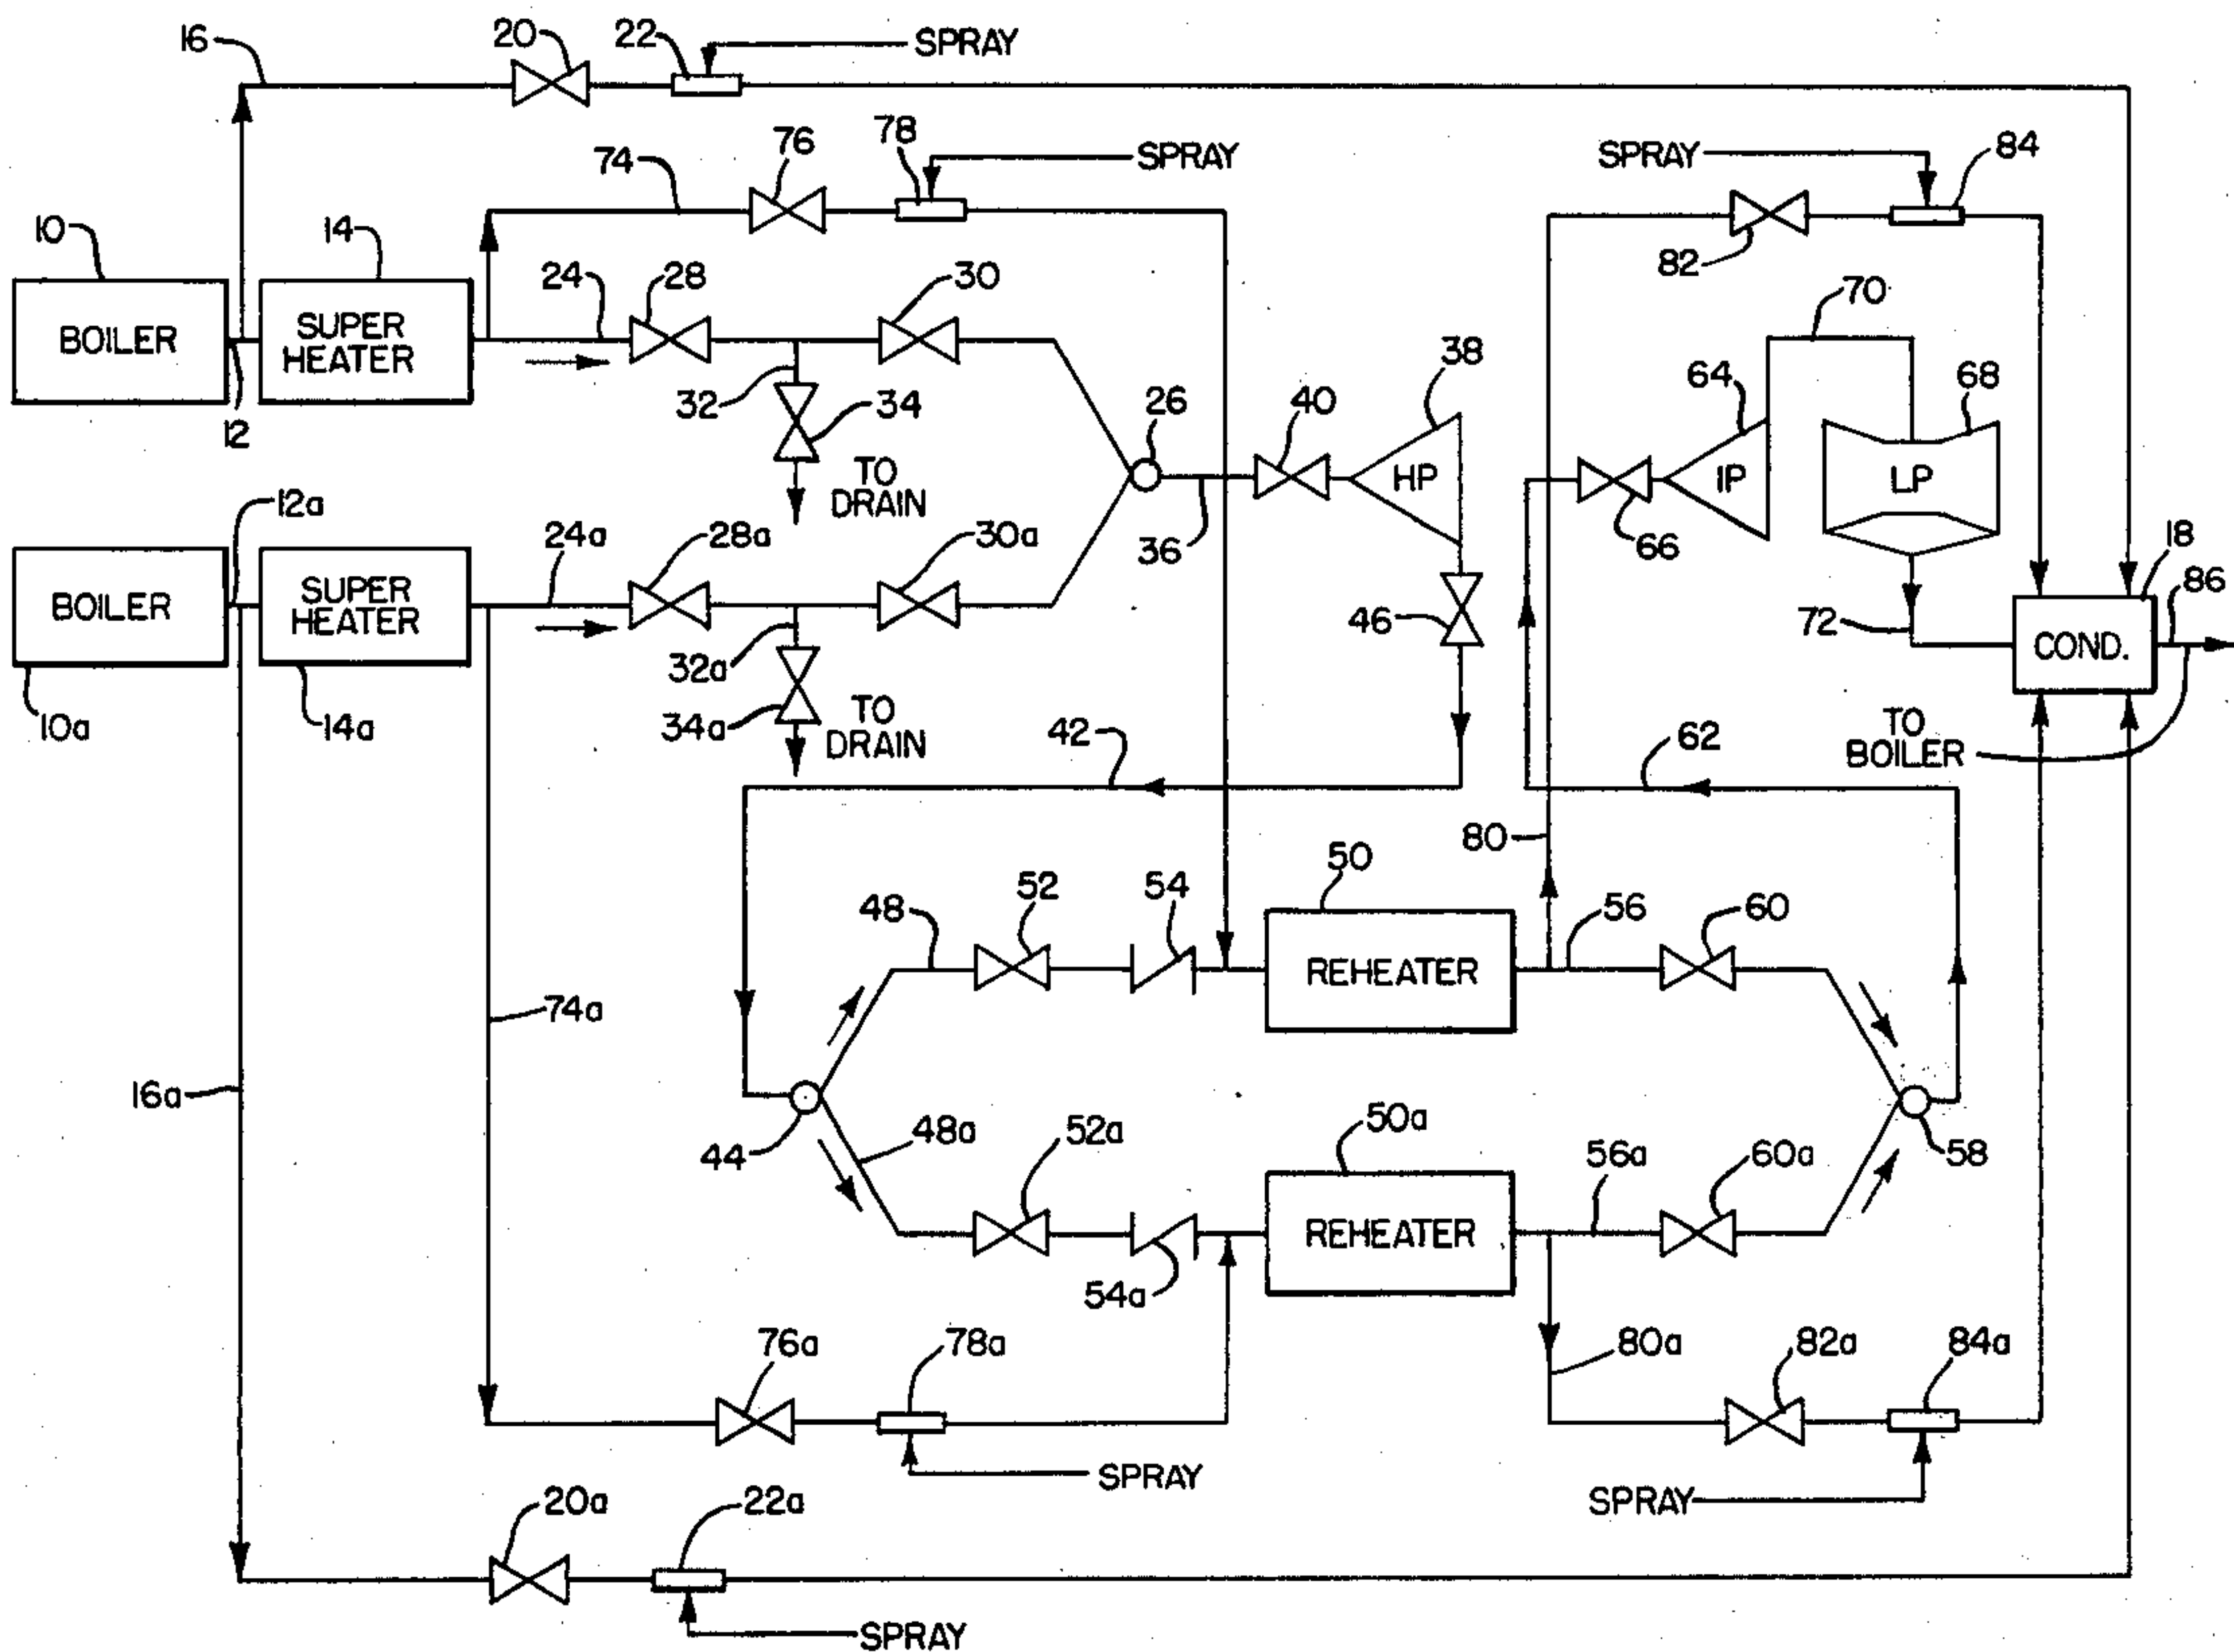 16
20
22
SPRAY
74
76
78
SPRAY
SPRAY
84
10
14
24
28
30
82
70
BOILER
SUPER
HEATER
12
32
34
TO
DRAIN
26
40
38
HP
36
64
IP
66
68
LP
18
86
12a
24a
28a
30a
BOILER
SUPER
HEATER
10a
14a
32a
34a
TO
DRAIN
46
72
COND.
TO
BOILER
42
62
80
48
52
54
50
REHEATER
56
60
74a
16a
44
48a
52a
54a
50a
REHEATER
56a
60a
58
76a
78a
SPRAY
80a
82a
84a
SPRAY
20a
22a
SPRAY